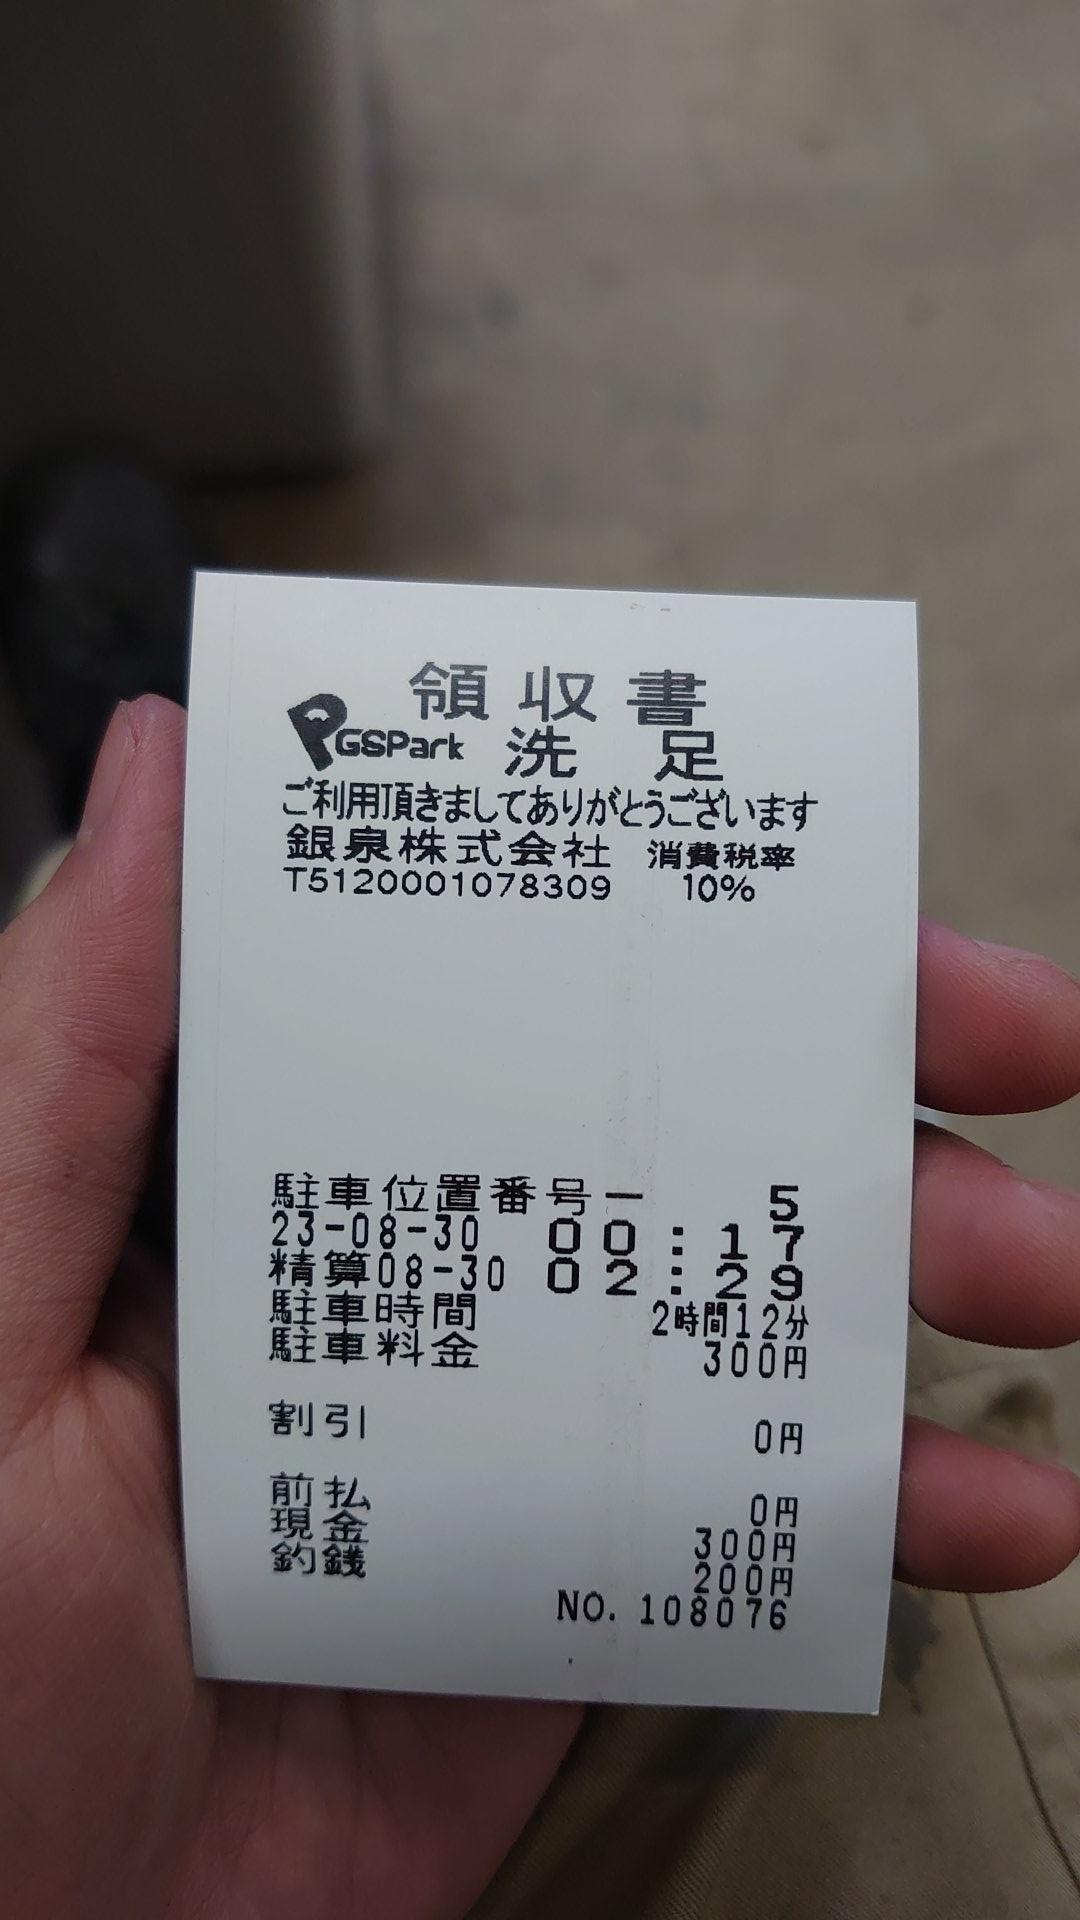 領収書
GSPark 洗足
ご利用頂きましてありがとうございます
銀泉株式会社 消費税率
T5120001078309 10%
駐車位置番号ー 5
23-08-30 00:17
精算08-30 02:29
駐車時間 2時間12分
駐車料金 300円
割引 0円
前払 0円
現金 300円
釣銭 200円
NO. 108076